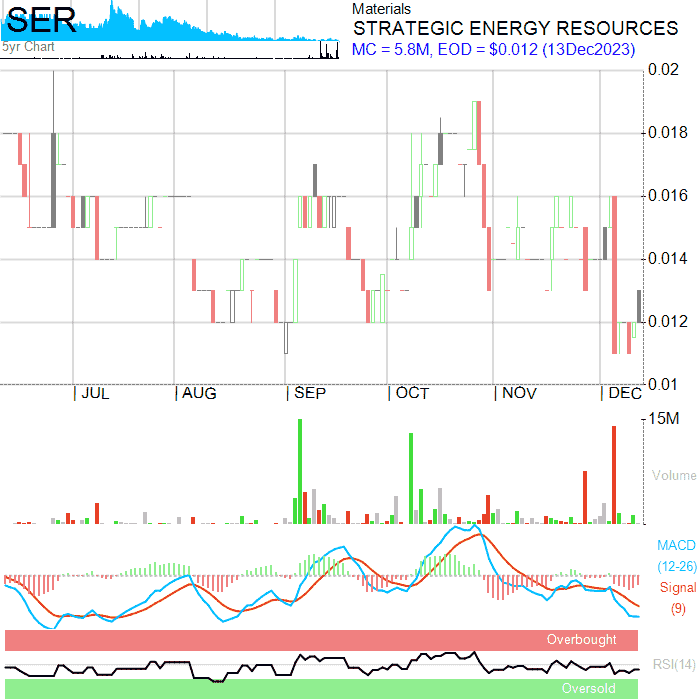 SER
5yr Chart
Materials
STRATEGIC ENERGY RESOURCES
MC = 5.8M, EOD = $0.012 (13Dec2023)
0.02
0.018
0.016
0.014
0.012
0.01
| JUL | AUG | SEP | OCT | NOV | DEC
15M
Volume
MACD
(12-26)
Signal
(9)
Overbought
RSI(14)
Oversold